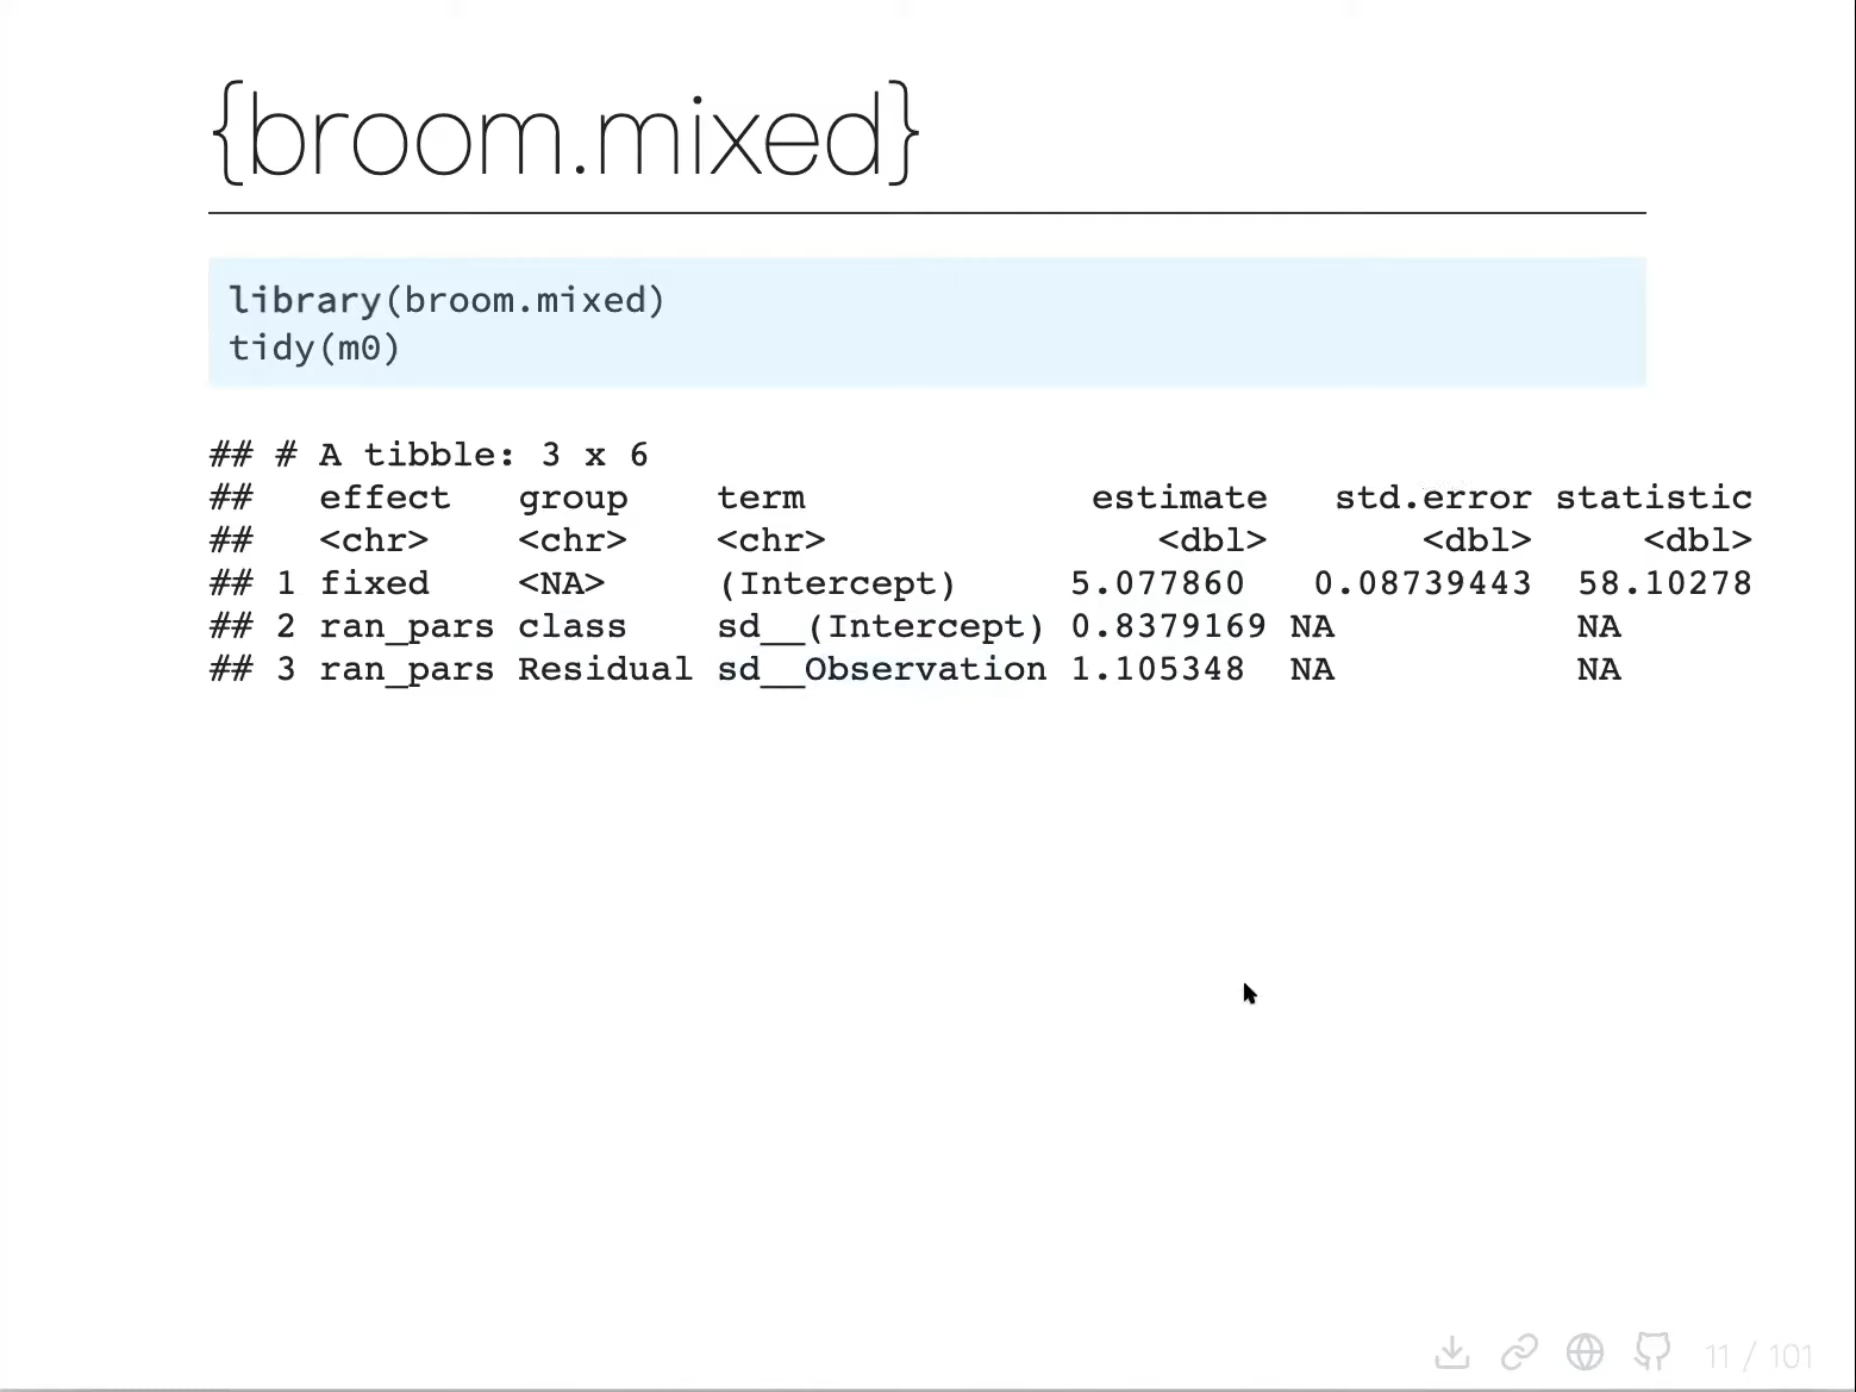 {broom.mixed}
library(broom.mixed)
tidy(m0)
## # A tibble: 3 x 6
##   effect   group    term            estimate   std.error statistic
##   <chr>    <chr>    <chr>              <dbl>       <dbl>     <dbl>
## 1 fixed    <NA>     (Intercept)     5.077860   0.08739443  58.10278
## 2 ran_pars class    sd__(Intercept) 0.8379169 NA           NA
## 3 ran_pars Residual sd__Observation 1.105348  NA           NA
11 / 101